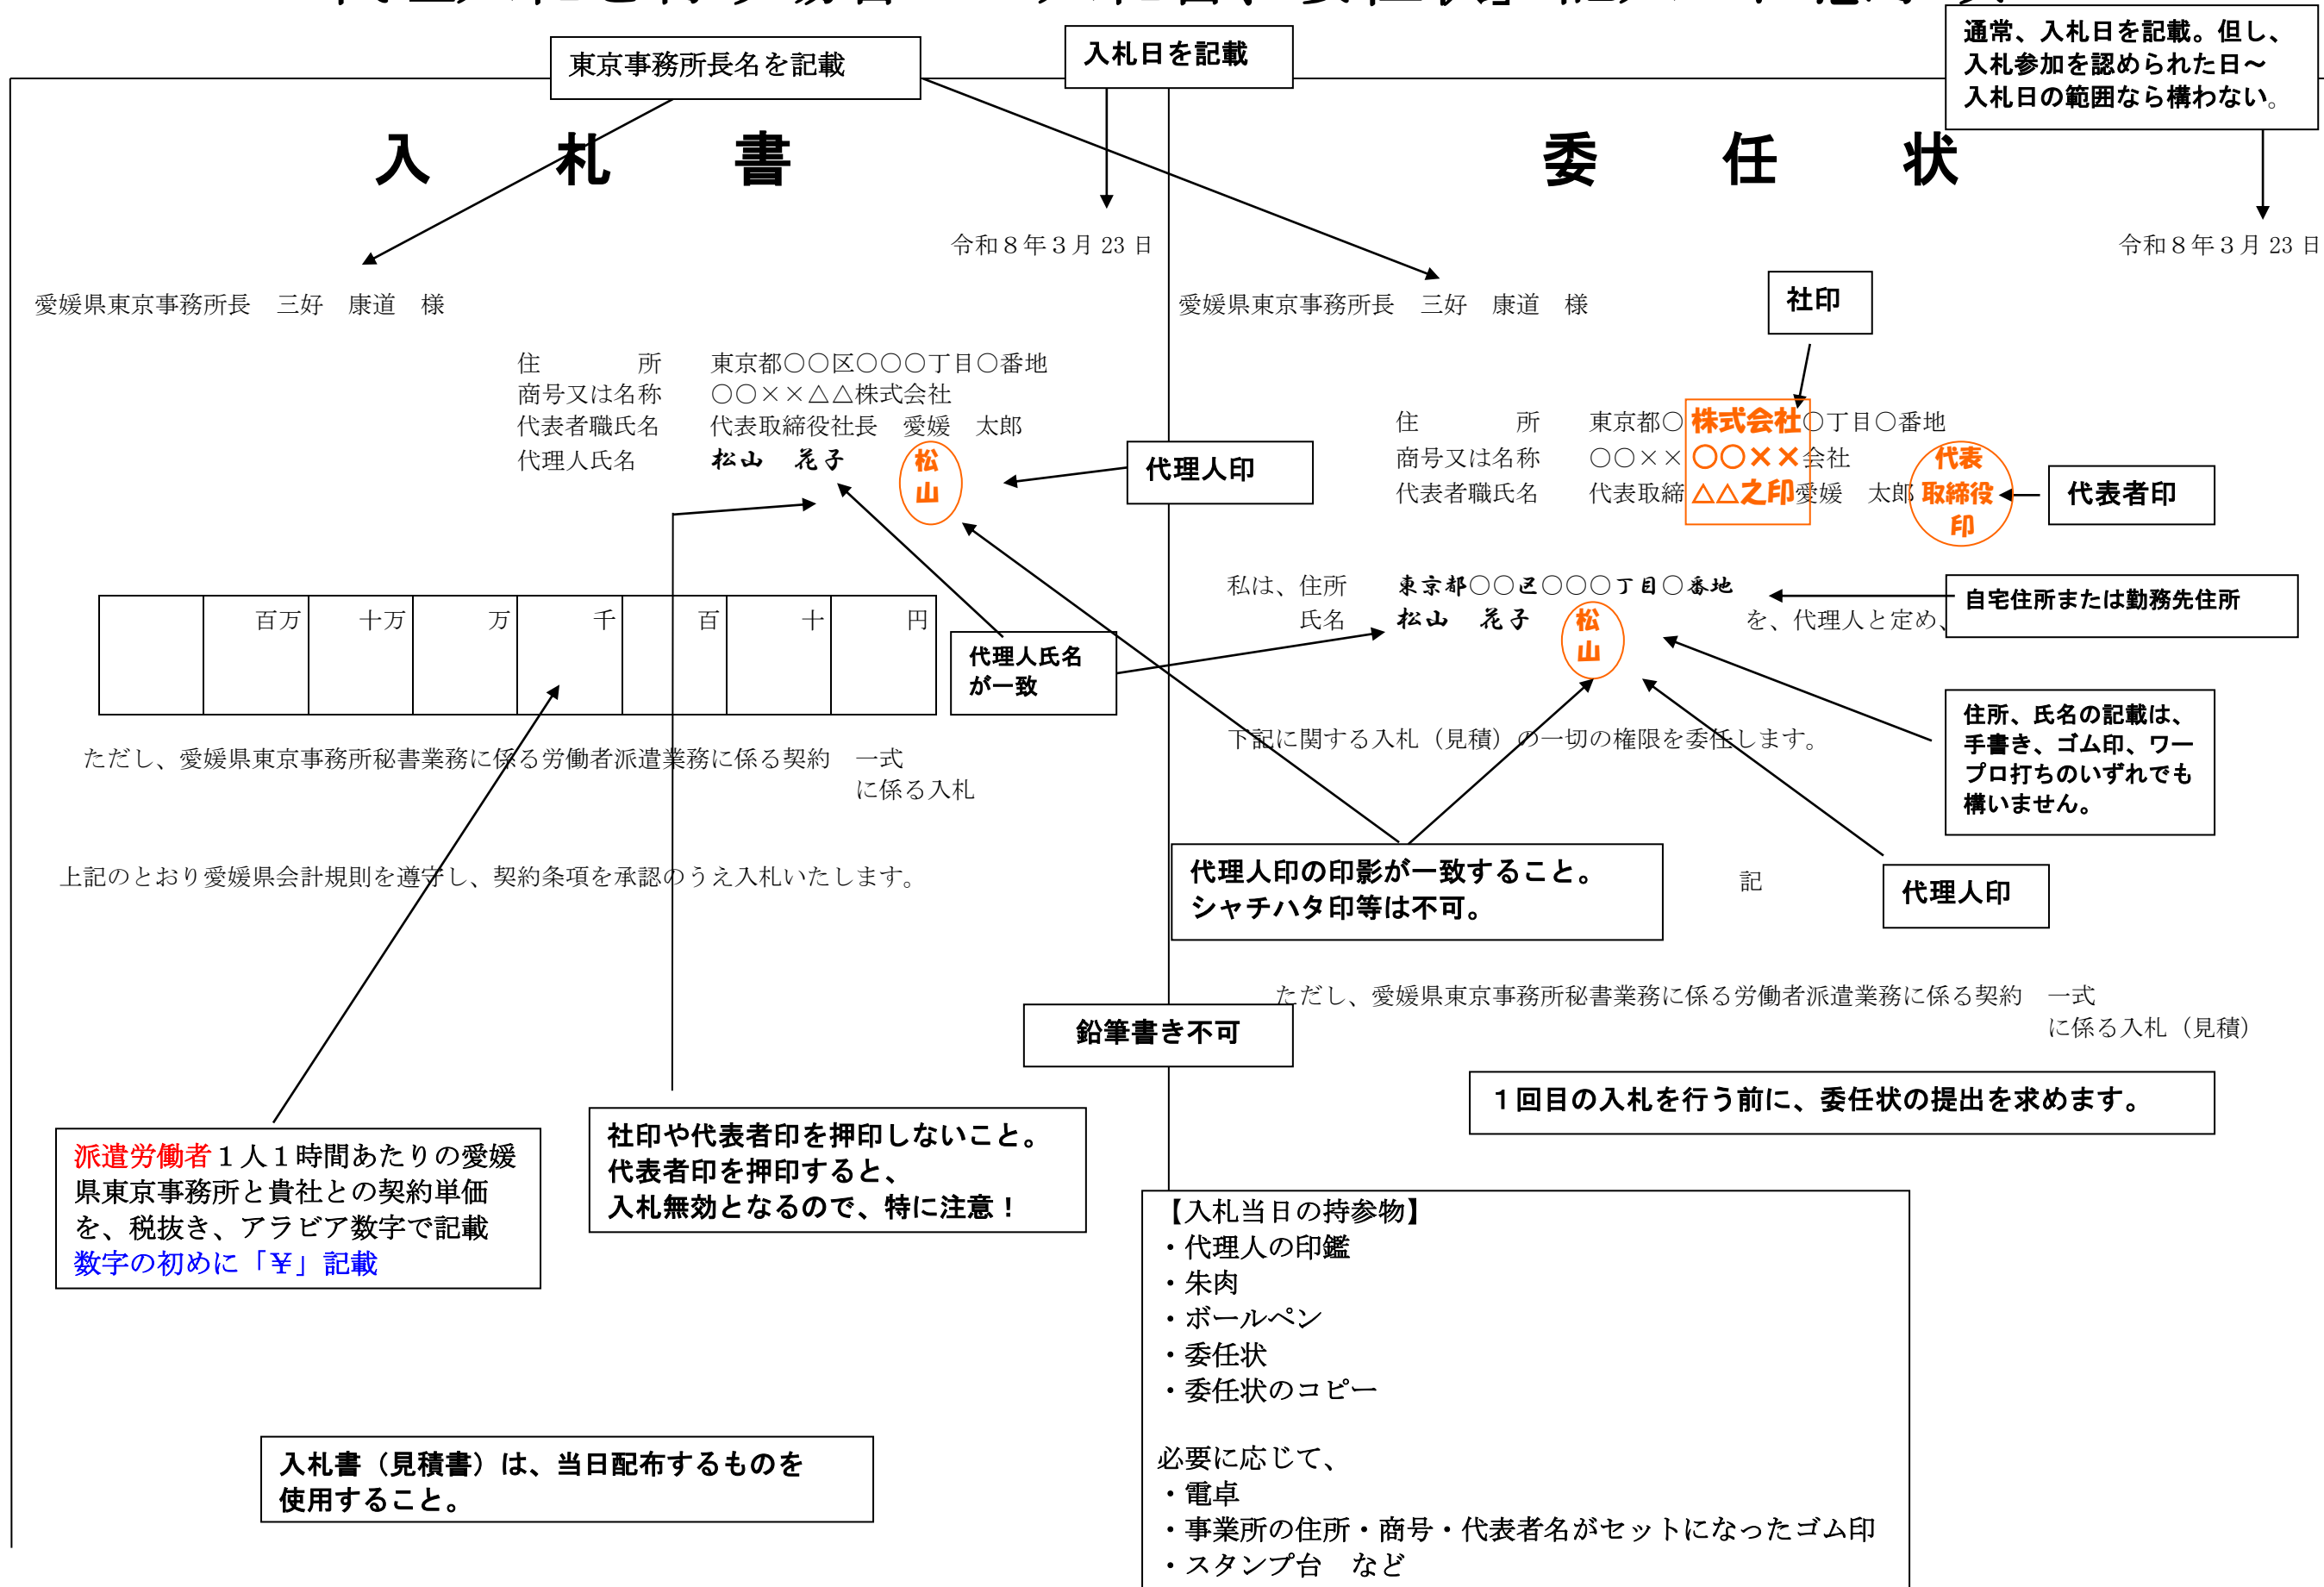 東京事務所長名を記載
入札日を記載
通常、入札日を記載。但し、
入札参加を認められた日～
入札日の範囲なら構わない。
入　札　書
令和８年３月 23 日
愛媛県東京事務所長　三好　康道　様
住　　　所　東京都○○区○○○丁目○番地
商号又は名称　○○××△△株式会社
代表者職氏名　代表取締役社長　愛媛　太郎
代理人氏名　松山　花子
松
山
代理人印
百万　十万　万　千　百　十　円
代理人氏名
が一致
ただし、愛媛県東京事務所秘書業務に係る労働者派遣業務に係る契約　一式
に係る入札
上記のとおり愛媛県会計規則を遵守し、契約条項を承認のうえ入札いたします。
派遣労働者１人１時間あたりの愛媛
県東京事務所と貴社との契約単価
を、税抜き、アラビア数字で記載
数字の初めに「￥」記載
社印や代表者印を押印しないこと。
代表者印を押印すると、
入札無効となるので、特に注意！
入札書（見積書）は、当日配布するものを
使用すること。
委　任　状
令和８年３月 23 日
愛媛県東京事務所長　三好　康道　様
社印
住　　　所　東京都○
○丁目○番地
商号又は名称　○○××
会社
代表者職氏名　代表取締
愛媛　太郎
株式会社
○○××
△△之印
代表
取締役
印
代表者印
私は、住所　東京都○○区○○○丁目○番地
氏名　松山　花子
松
山
を、代理人と定め、
自宅住所または勤務先住所
下記に関する入札（見積）の一切の権限を委任します。
住所、氏名の記載は、
手書き、ゴム印、ワー
プロ打ちのいずれでも
構いません。
代理人印の印影が一致すること。
シャチハタ印等は不可。
記
代理人印
ただし、愛媛県東京事務所秘書業務に係る労働者派遣業務に係る契約　一式
に係る入札（見積）
鉛筆書き不可
１回目の入札を行う前に、委任状の提出を求めます。
【入札当日の持参物】
・代理人の印鑑
・朱肉
・ボールペン
・委任状
・委任状のコピー
必要に応じて、
・電卓
・事業所の住所・商号・代表者名がセットになったゴム印
・スタンプ台　など